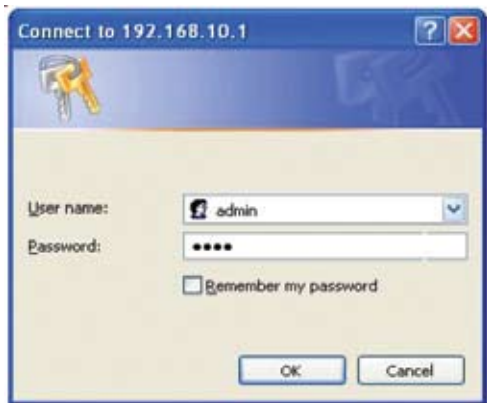 Connect to 192.168.10.1
User name:
admin
Password:
••••
Remember my password
OK
Cancel